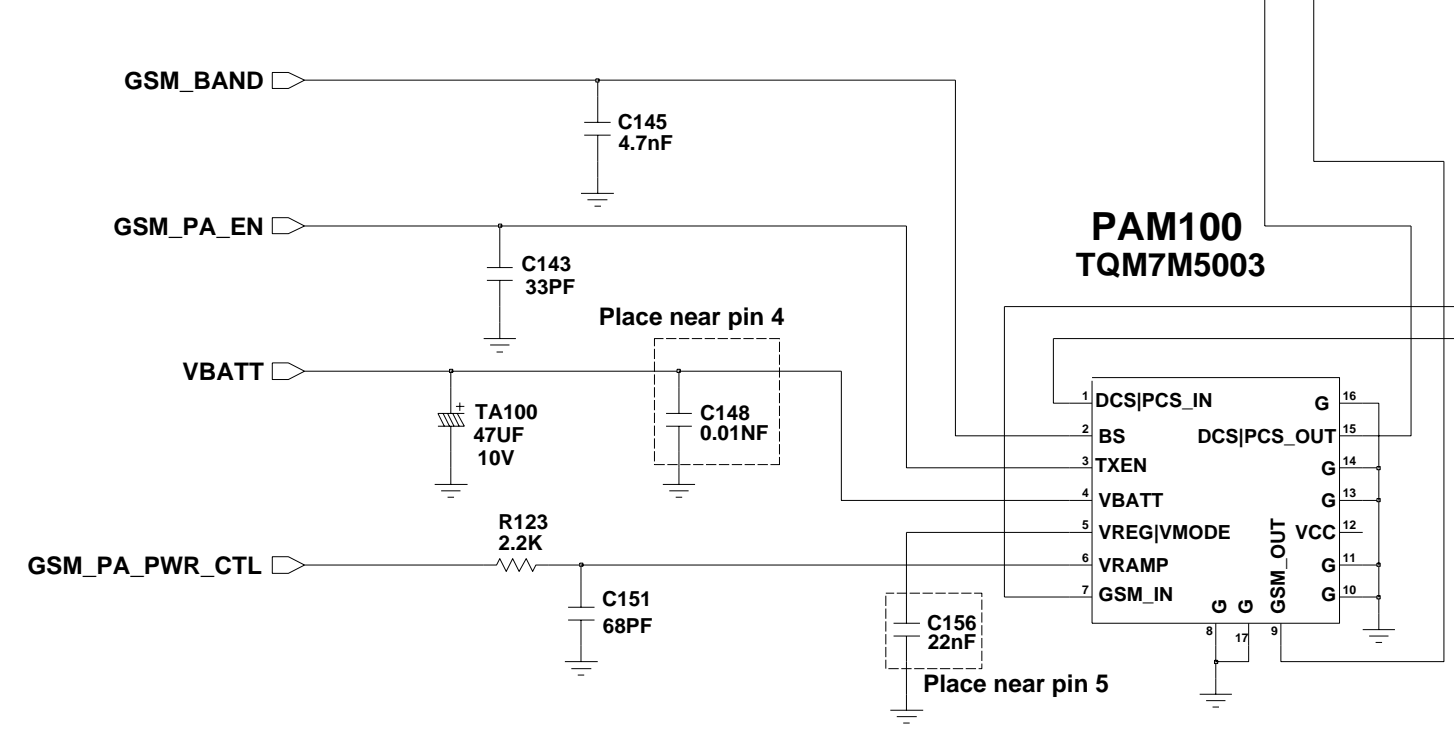 GSM_BAND
C145
4.7nF
GSM_PA_EN
C143
33PF
PAM100
TQM7M5003
Place near pin 4
VBATT
+
TA100
47UF
10V
C148
0.01NF
R123
2.2K
GSM_PA_PWR_CTL
C151
68PF
C156
22nF
Place near pin 5
1 DCS|PCS_IN
2 BS
3 TXEN
4 VBATT
5 VREG|VMODE
6 VRAMP
7 GSM_IN
G 16
DCS|PCS_OUT 15
G 14
G 13
VCC 12
G 11
G 10
G 8
G 17
GSM_OUT 9